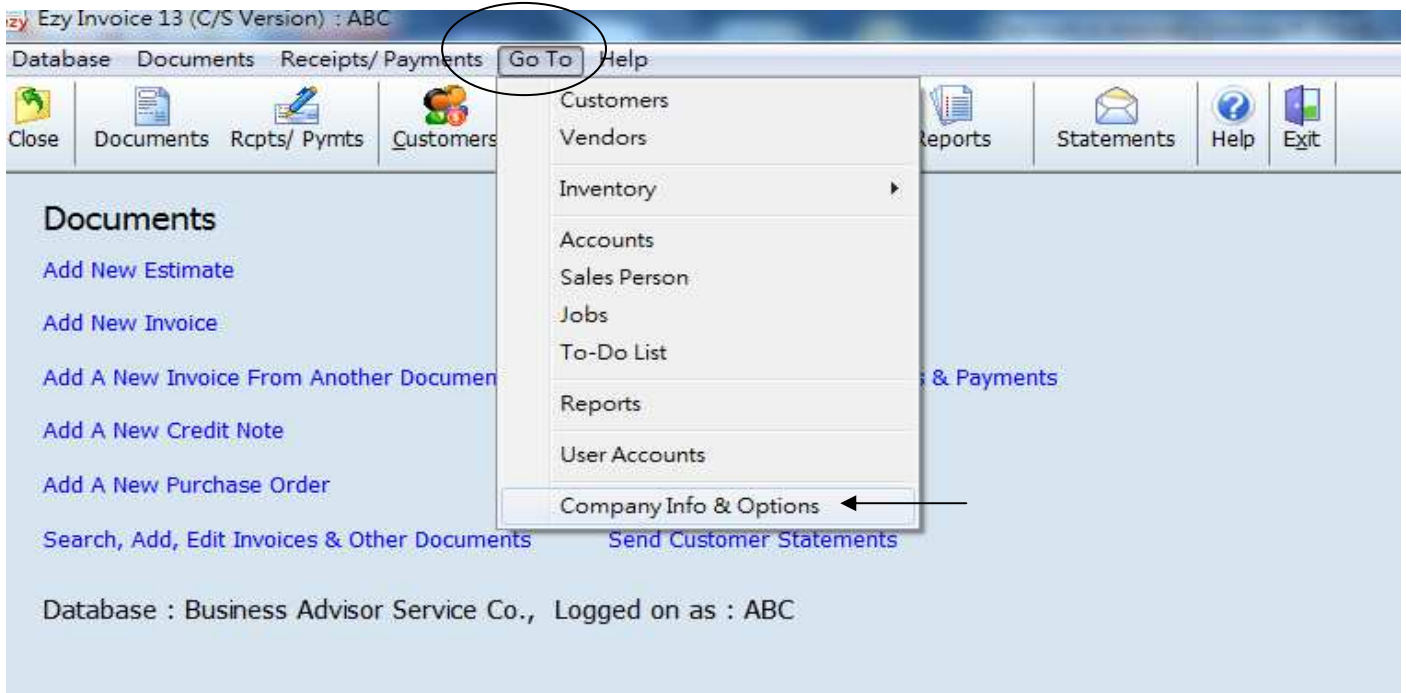 Ezy Invoice 13 (C/S Version) : ABC
Database Documents Receipts/ Payments Go To Help
Close Documents Rcpts/ Pymts Customers Reports Statements Help Exit
Customers
Vendors
Inventory
Accounts
Sales Person
Jobs
To-Do List
Reports
User Accounts
Company Info & Options
Documents
Add New Estimate
Add New Invoice
Add A New Invoice From Another Documen
& Payments
Add A New Credit Note
Add A New Purchase Order
Search, Add, Edit Invoices & Other Documents Send Customer Statements
Database : Business Advisor Service Co., Logged on as : ABC